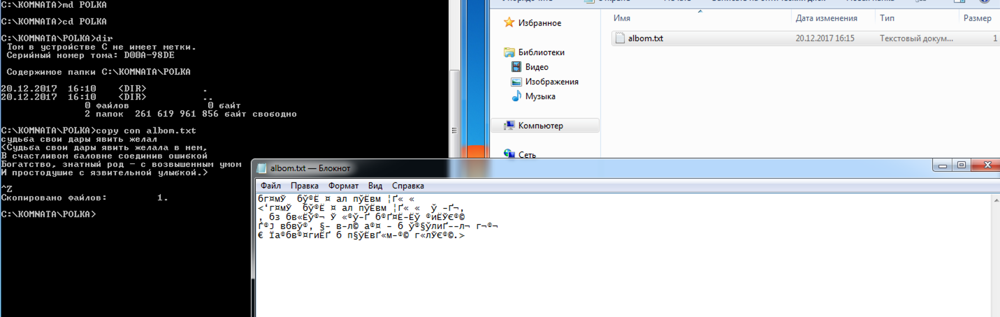 C:\KOMNATA>md POLKA
C:\KOMNATA>cd POLKA
C:\KOMNATA\POLKA>dir
Том в устройстве C не имеет метки.
Серийный номер тома: D00A-98DE
Содержимое папки C:\KOMNATA\POLKA
20.12.2017 16:10 <DIR> .
20.12.2017 16:10 <DIR> ..
0 файлов 0 байт
2 папок 261 619 961 856 байт свободно
C:\KOMNATA\POLKA>copy con albom.txt
судьба свои дары явить желал
<Судьба свои дары явить желала в нем,
В счастливом баловне соединив ошибкой
Богатство, знатный род - с возвышенным умом
И простодушие с язвительной улыбкой.>
^Z
Скопировано файлов: 1.
C:\KOMNATA\POLKA>
Имя Дата изменения Тип Размер
albom.txt 20.12.2017 16:15 Текстовый докум... 1
Избранное
Библиотеки
Видео
Изображения
Музыка
Компьютер
Сеть
albom.txt — Блокнот
Файл Правка Формат Вид Справка
бг¤мЎ  бў®Ё ¤ ал пўЁвм ¦Ґ« «
<‘г¤мЎ  бў®Ё ¤ ал пўЁвм ¦Ґ« «  ў -Ґ¬,
‚ бз бв«Ёў®¬ Ў «®ў-Ґ б®Ґ¤Ё-Ёў ®иЁЎЄ®©
Ѓ®Ј вбвў®, §- в-л© а®¤ - б ў®§ўлиҐ--л¬ г¬®¬
€ Їа®бв®¤гиЁҐ б п§ўЁвҐ«м-®© г«лЎЄ®©.>